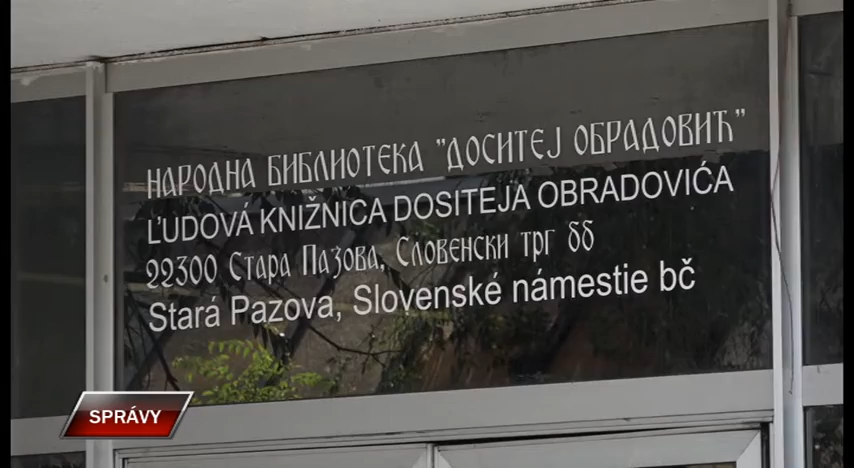 НАРОДНА БИБЛИОТЕКА "ДОСИТЕЈ ОБРАДОВИЋ"
ĽUDOVÁ KNIŽNICA DOSITEJA OBRADOVIĆA
22300 Стара Пазова, Словенски трг бб
Stará Pazova, Slovenské námestie bč
SPRÁVY